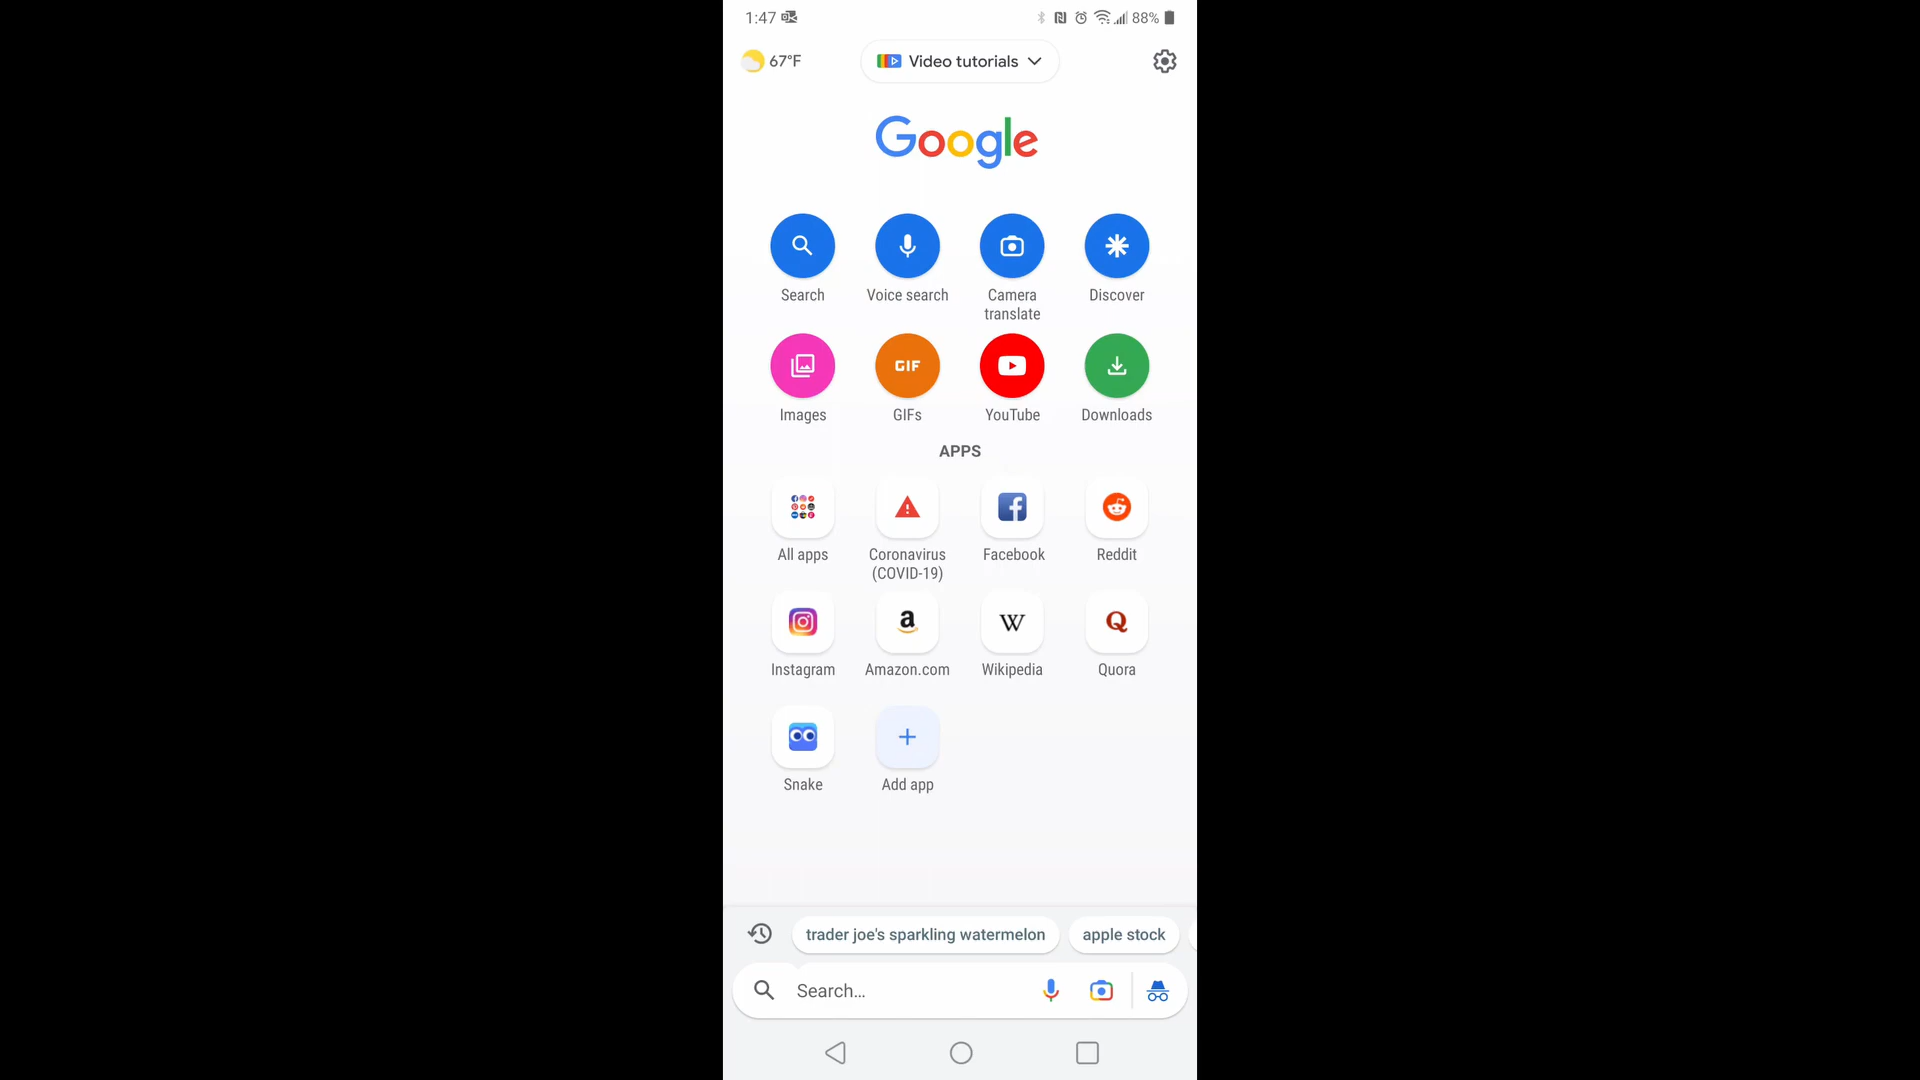 1:47 88%
67°F Video tutorials
Google
Search Voice search Camera translate Discover
GIF
Images GIFs YouTube Downloads
APPS
All apps Coronavirus (COVID-19) Facebook Reddit
a W Q
Instagram Amazon.com Wikipedia Quora
Snake Add app
trader joe's sparkling watermelon apple stock
Search...